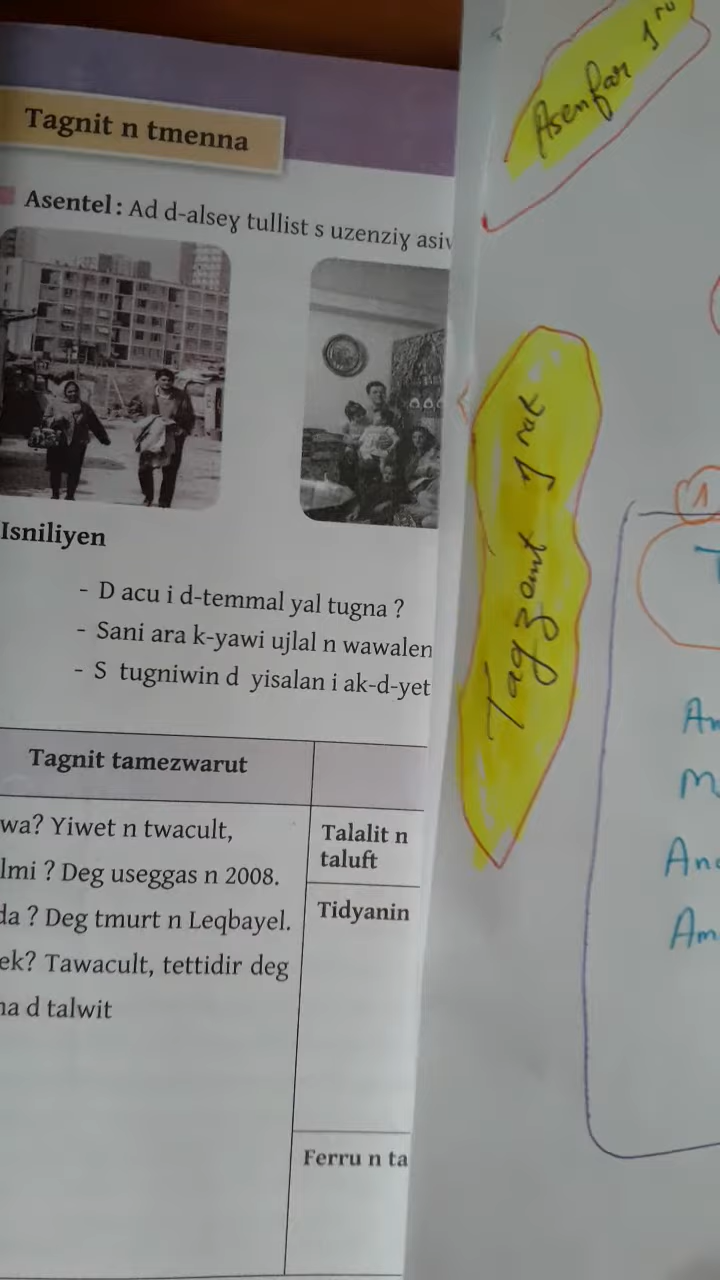 Tagnit n tmenna
Asentel : Ad d-alseɣ tullist s uzenziɣ
Isniliyen
- D acu i d-temmal yal tugna ?
- Sani ara k-yawi ujlal n wawalen
- S tugniwin d yisalan i ak-d-yet
Tagnit tamezwarut
wa? Yiwet n twacult,
lmi ? Deg useggas n 2008.
da ? Deg tmurt n Leqbayel.
ek? Tawacult, tettidir deg
na d talwit
Talalit n
taluft
Tidyanin
Ferru n ta
Asenfar 1
Tagzemt 1
1